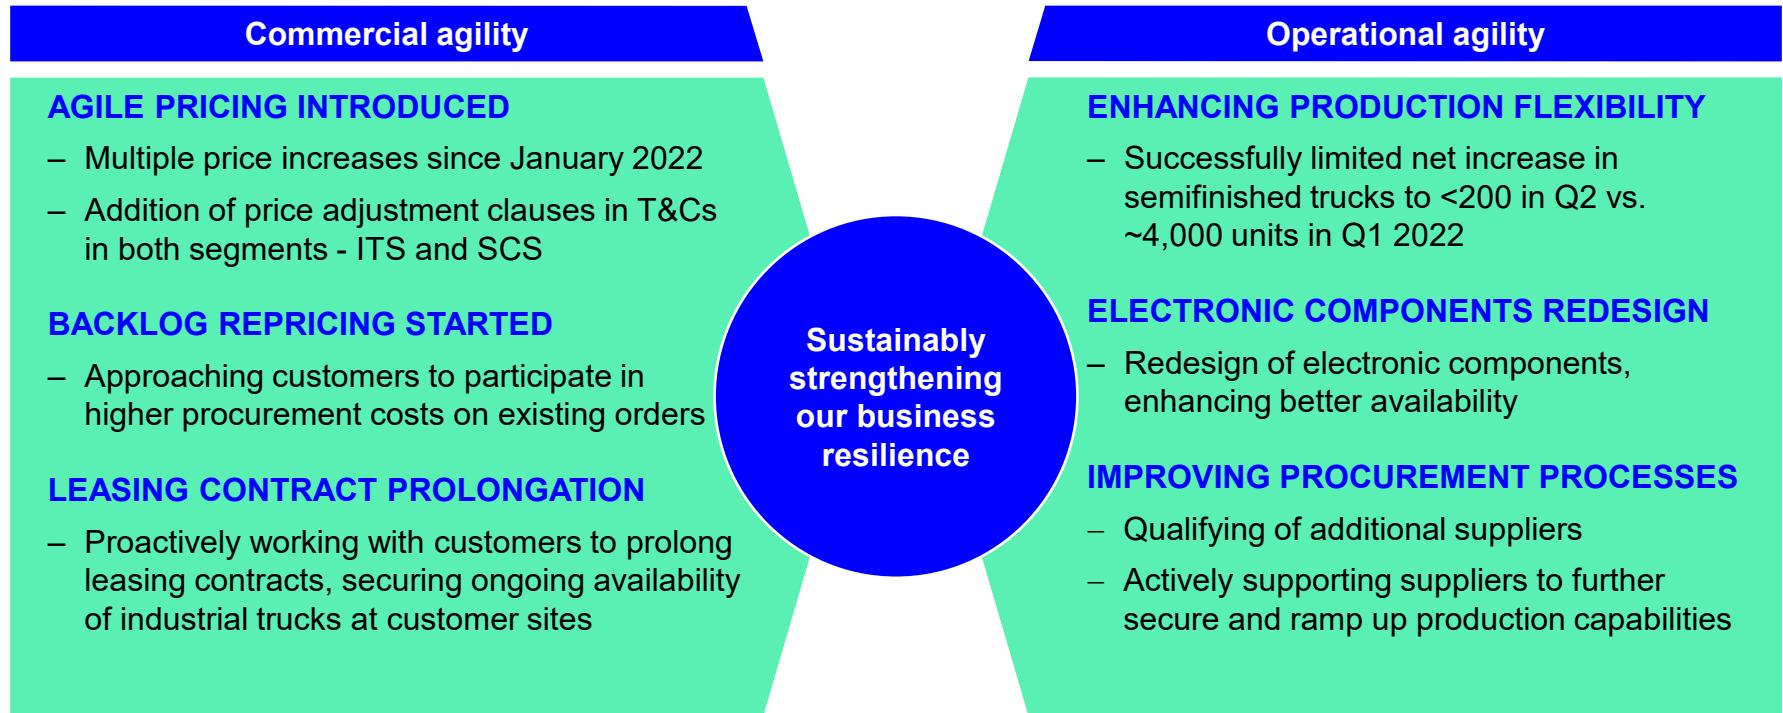 Commercial agility
AGILE PRICING INTRODUCED
– Multiple price increases since January 2022
– Addition of price adjustment clauses in T&Cs
in both segments - ITS and SCS
BACKLOG REPRICING STARTED
– Approaching customers to participate in
higher procurement costs on existing orders
LEASING CONTRACT PROLONGATION
– Proactively working with customers to prolong
leasing contracts, securing ongoing availability
of industrial trucks at customer sites
Sustainably
strengthening
our business
resilience
Operational agility
ENHANCING PRODUCTION FLEXIBILITY
– Successfully limited net increase in
semifinished trucks to <200 in Q2 vs.
~4,000 units in Q1 2022
ELECTRONIC COMPONENTS REDESIGN
– Redesign of electronic components,
enhancing better availability
IMPROVING PROCUREMENT PROCESSES
– Qualifying of additional suppliers
– Actively supporting suppliers to further
secure and ramp up production capabilities